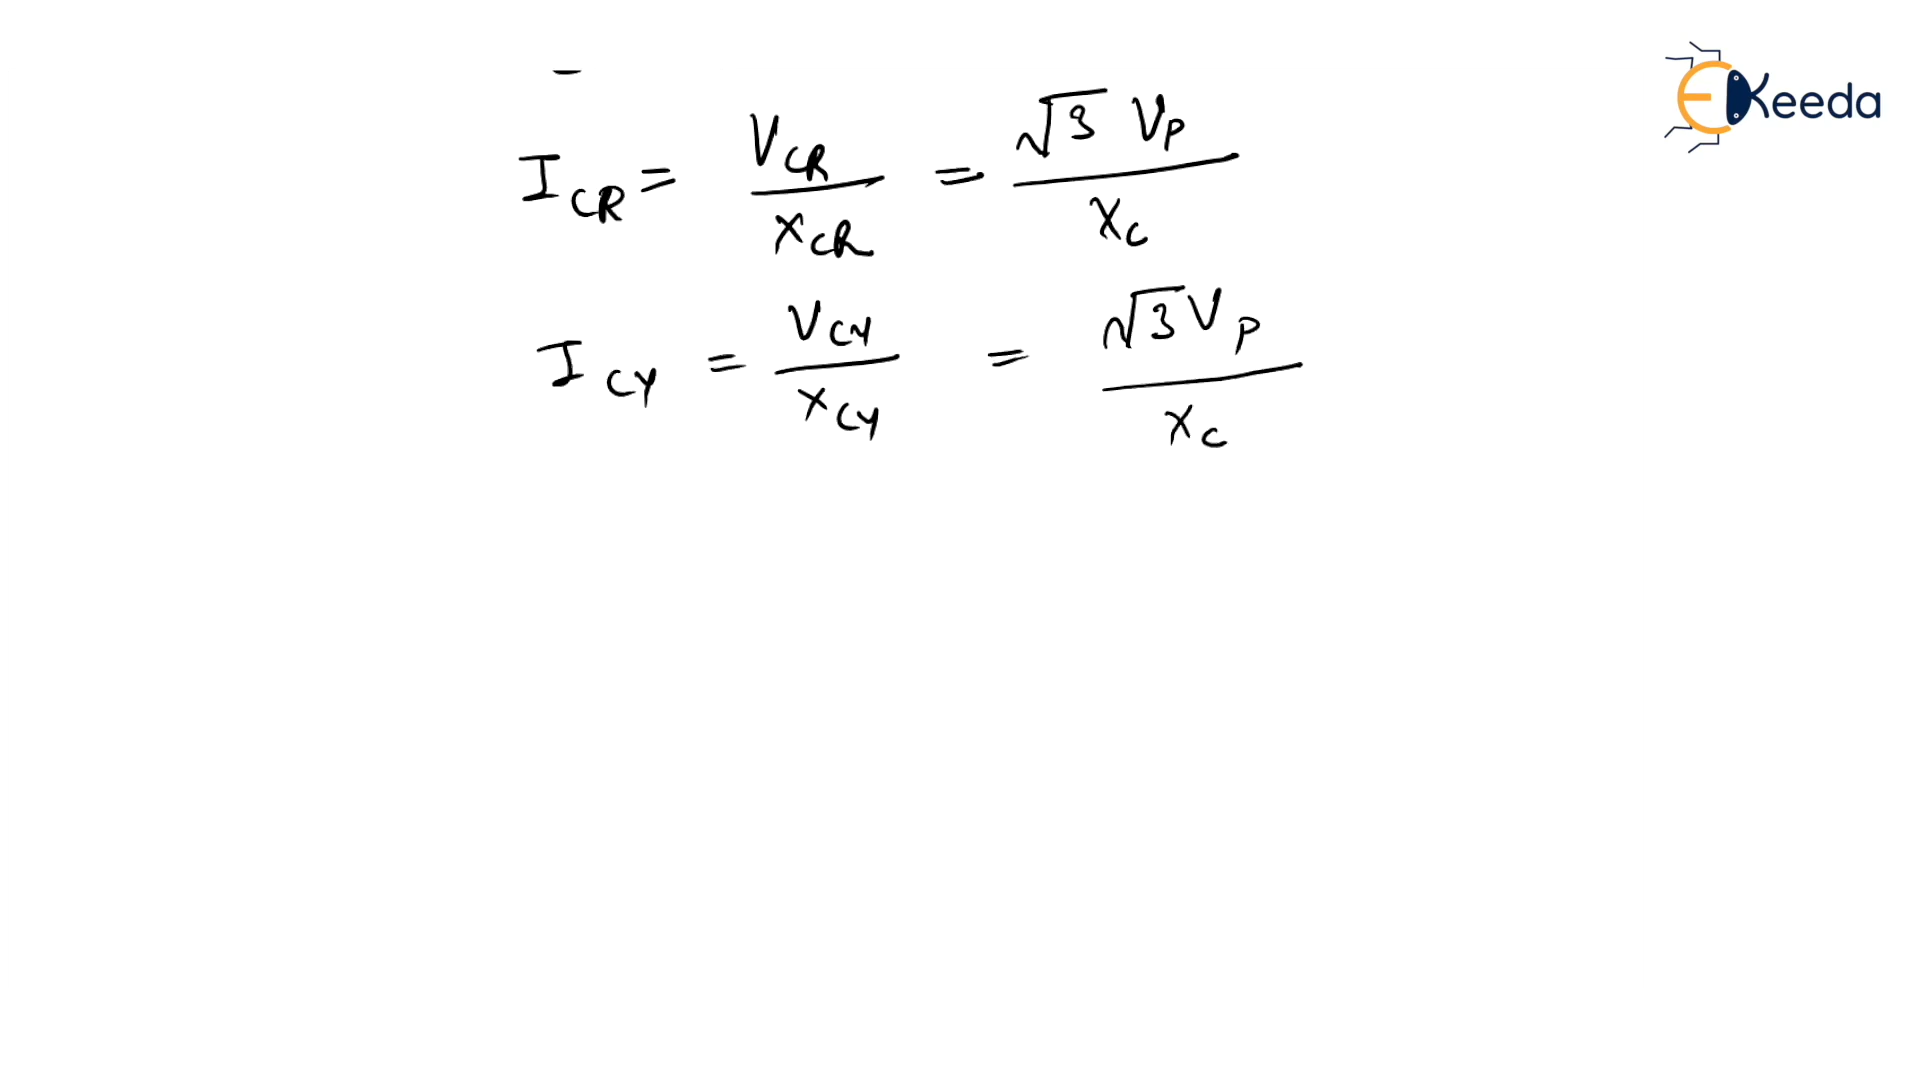 EKeeda
I_CR = V_CR / X_CR = √3 V_P / X_C
I_CY = V_CY / X_CY = √3 V_P / X_C